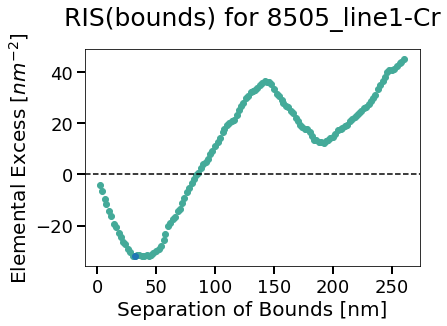 RIS(bounds) for 8505_line1-Cr
Elemental Excess [nm⁻²]
40
20
0
−20
0 50 100 150 200 250
Separation of Bounds [nm]